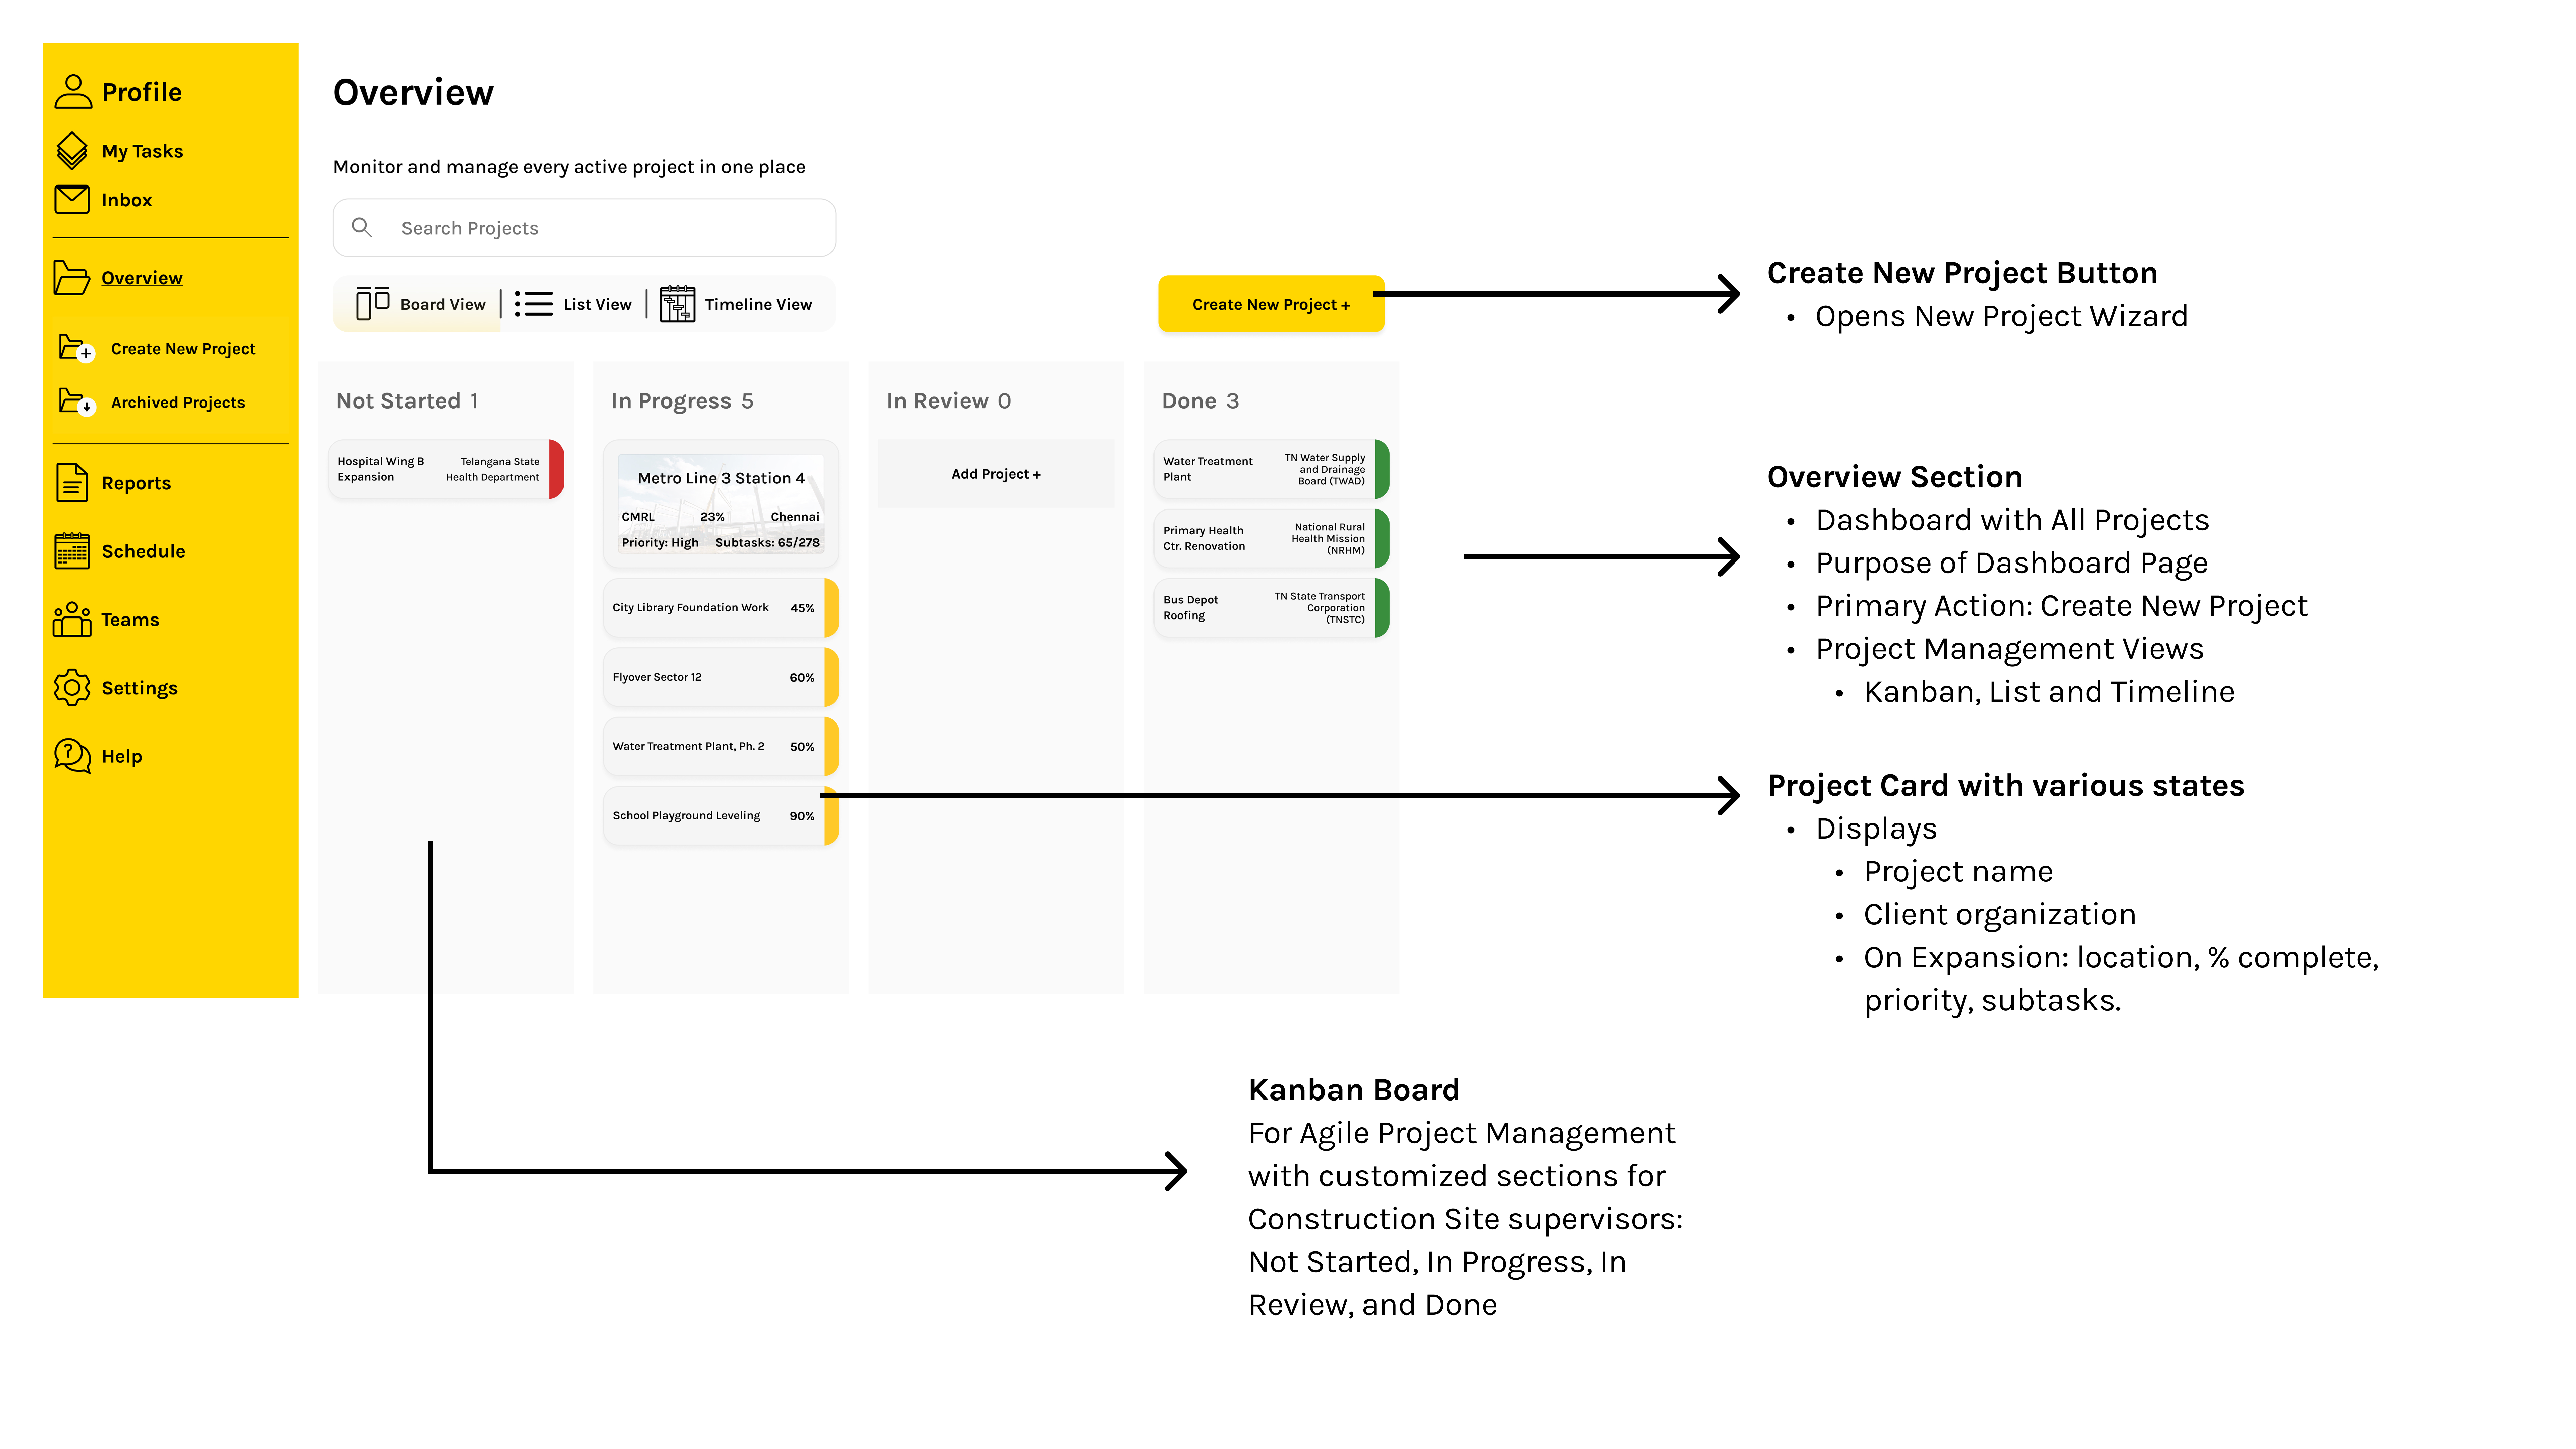 Profile
My Tasks
Inbox
Overview
Create New Project
Archived Projects
Reports
Schedule
Teams
Settings
Help
Overview
Monitor and manage every active project in one place
Search Projects
Board View
List View
Timeline View
Create New Project +
Not Started 1
Hospital Wing B
Expansion
Telangana State
Health Department
In Progress 5
Metro Line 3 Station 4
CMRL 23% Chennai
Priority: High Subtasks: 65/278
City Library Foundation Work 45%
Flyover Sector 12 60%
Water Treatment Plant, Ph. 2 50%
School Playground Leveling 90%
In Review 0
Add Project +
Done 3
Water Treatment
Plant
TN Water Supply
and Drainage
Board (TWAD)
Primary Health
Ctr. Renovation
National Rural
Health Mission
(NRHM)
Bus Depot
Roofing
TN State Transport
Corporation
(TNSTC)
Create New Project Button
• Opens New Project Wizard
Overview Section
• Dashboard with All Projects
• Purpose of Dashboard Page
• Primary Action: Create New Project
• Project Management Views
• Kanban, List and Timeline
Project Card with various states
• Displays
• Project name
• Client organization
• On Expansion: location, % complete,
priority, subtasks.
Kanban Board
For Agile Project Management
with customized sections for
Construction Site supervisors:
Not Started, In Progress, In
Review, and Done